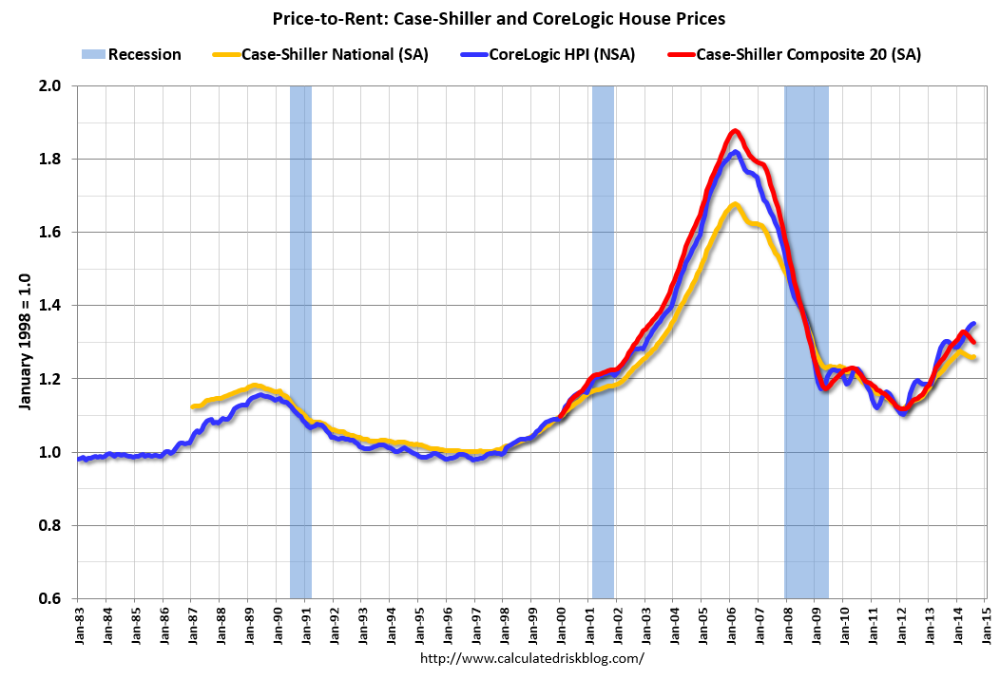 Price-to-Rent: Case-Shiller and CoreLogic House Prices
Recession Case-Shiller National (SA) CoreLogic HPI (NSA) Case-Shiller Composite 20 (SA)
January 1998 = 1.0
2.0
1.8
1.6
1.4
1.2
1.0
0.8
0.6
Jan-83 Jan-84 Jan-85 Jan-86 Jan-87 Jan-88 Jan-89 Jan-90 Jan-91 Jan-92 Jan-93 Jan-94 Jan-95 Jan-96 Jan-97 Jan-98 Jan-99 Jan-00 Jan-01 Jan-02 Jan-03 Jan-04 Jan-05 Jan-06 Jan-07 Jan-08 Jan-09 Jan-10 Jan-11 Jan-12 Jan-13 Jan-14 Jan-15
http://www.calculatedriskblog.com/